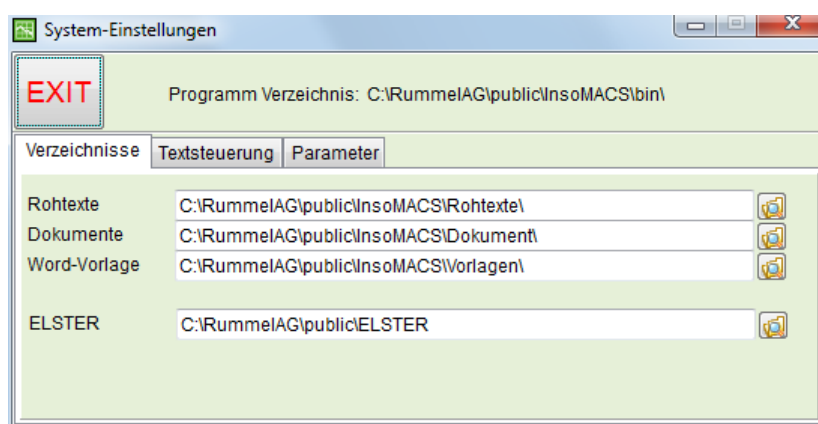 System-Einstellungen
EXIT
Programm Verzeichnis: C:\RummelAG\public\InsoMACS\bin\
Verzeichnisse Textsteuerung Parameter
Rohtexte C:\RummelAG\public\InsoMACS\Rohtexte\
Dokumente C:\RummelAG\public\InsoMACS\Dokument\
Word-Vorlage C:\RummelAG\public\InsoMACS\Vorlagen\
ELSTER C:\RummelAG\public\ELSTER